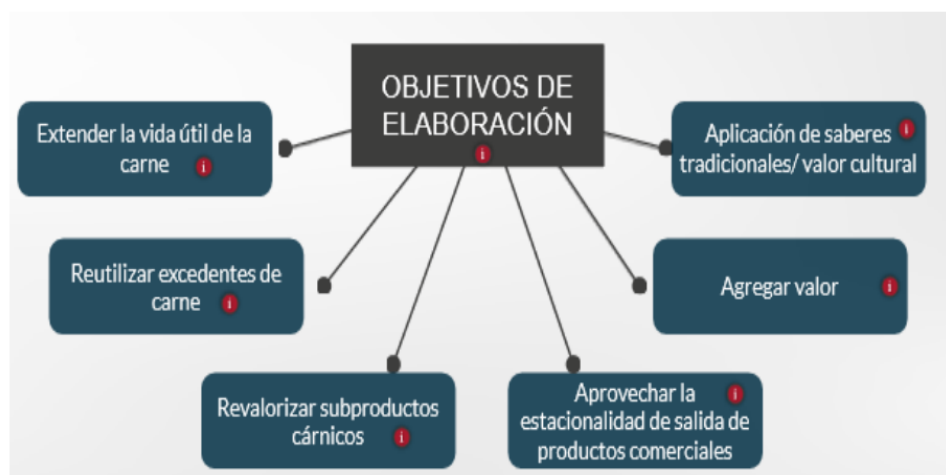 OBJETIVOS DE
ELABORACIÓN
i
Extender la vida útil de la
carne i
Aplicación de saberes i
tradicionales/ valor cultural
Reutilizar excedentes de
carne i
Agregar valor i
Revalorizar subproductos
cárnicos i
Aprovechar la i
estacionalidad de salida de
productos comerciales